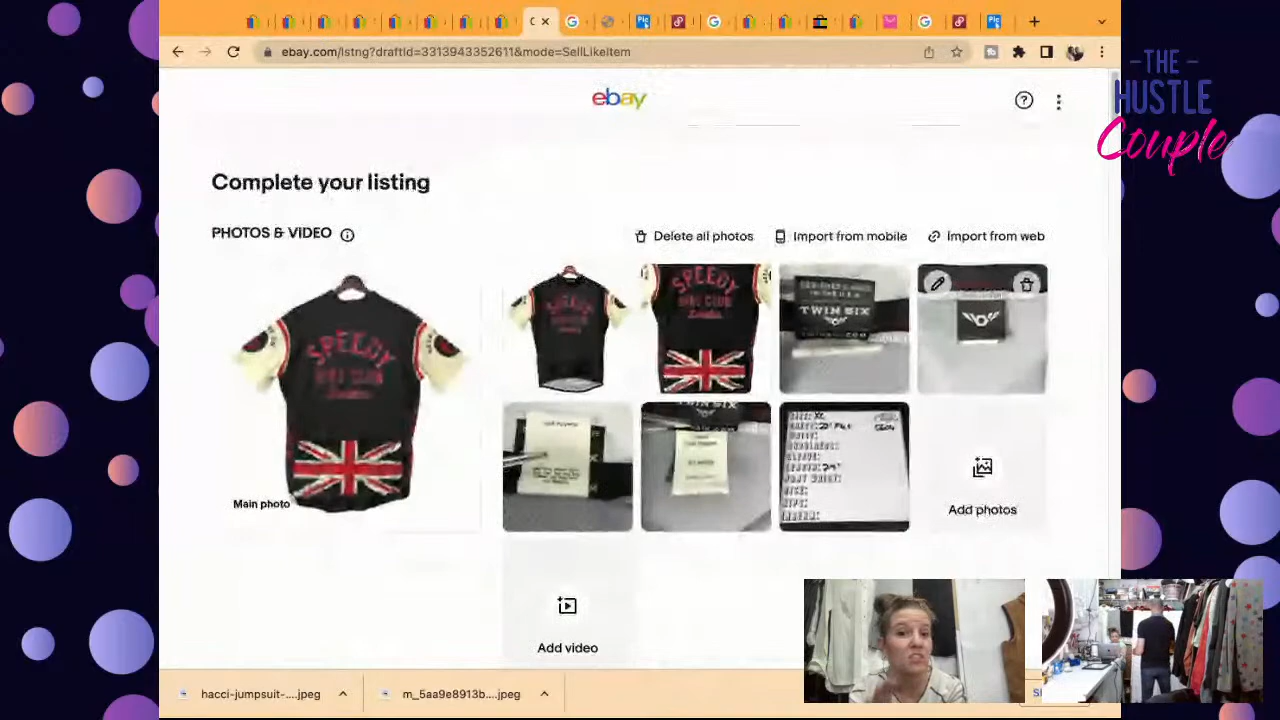 ebay.com/lstng?draftId=3313943352611&mode=SellLikeItem
-THE-
HUSTLE
Couple
ebay
Complete your listing
PHOTOS & VIDEO
Delete all photos
Import from mobile
Import from web
SPEEDY
Main photo
SPEEDY
TWIN SIX
Add photos
Add video
hacci-jumpsuit-....jpeg
m_5aa9e8913b....jpeg